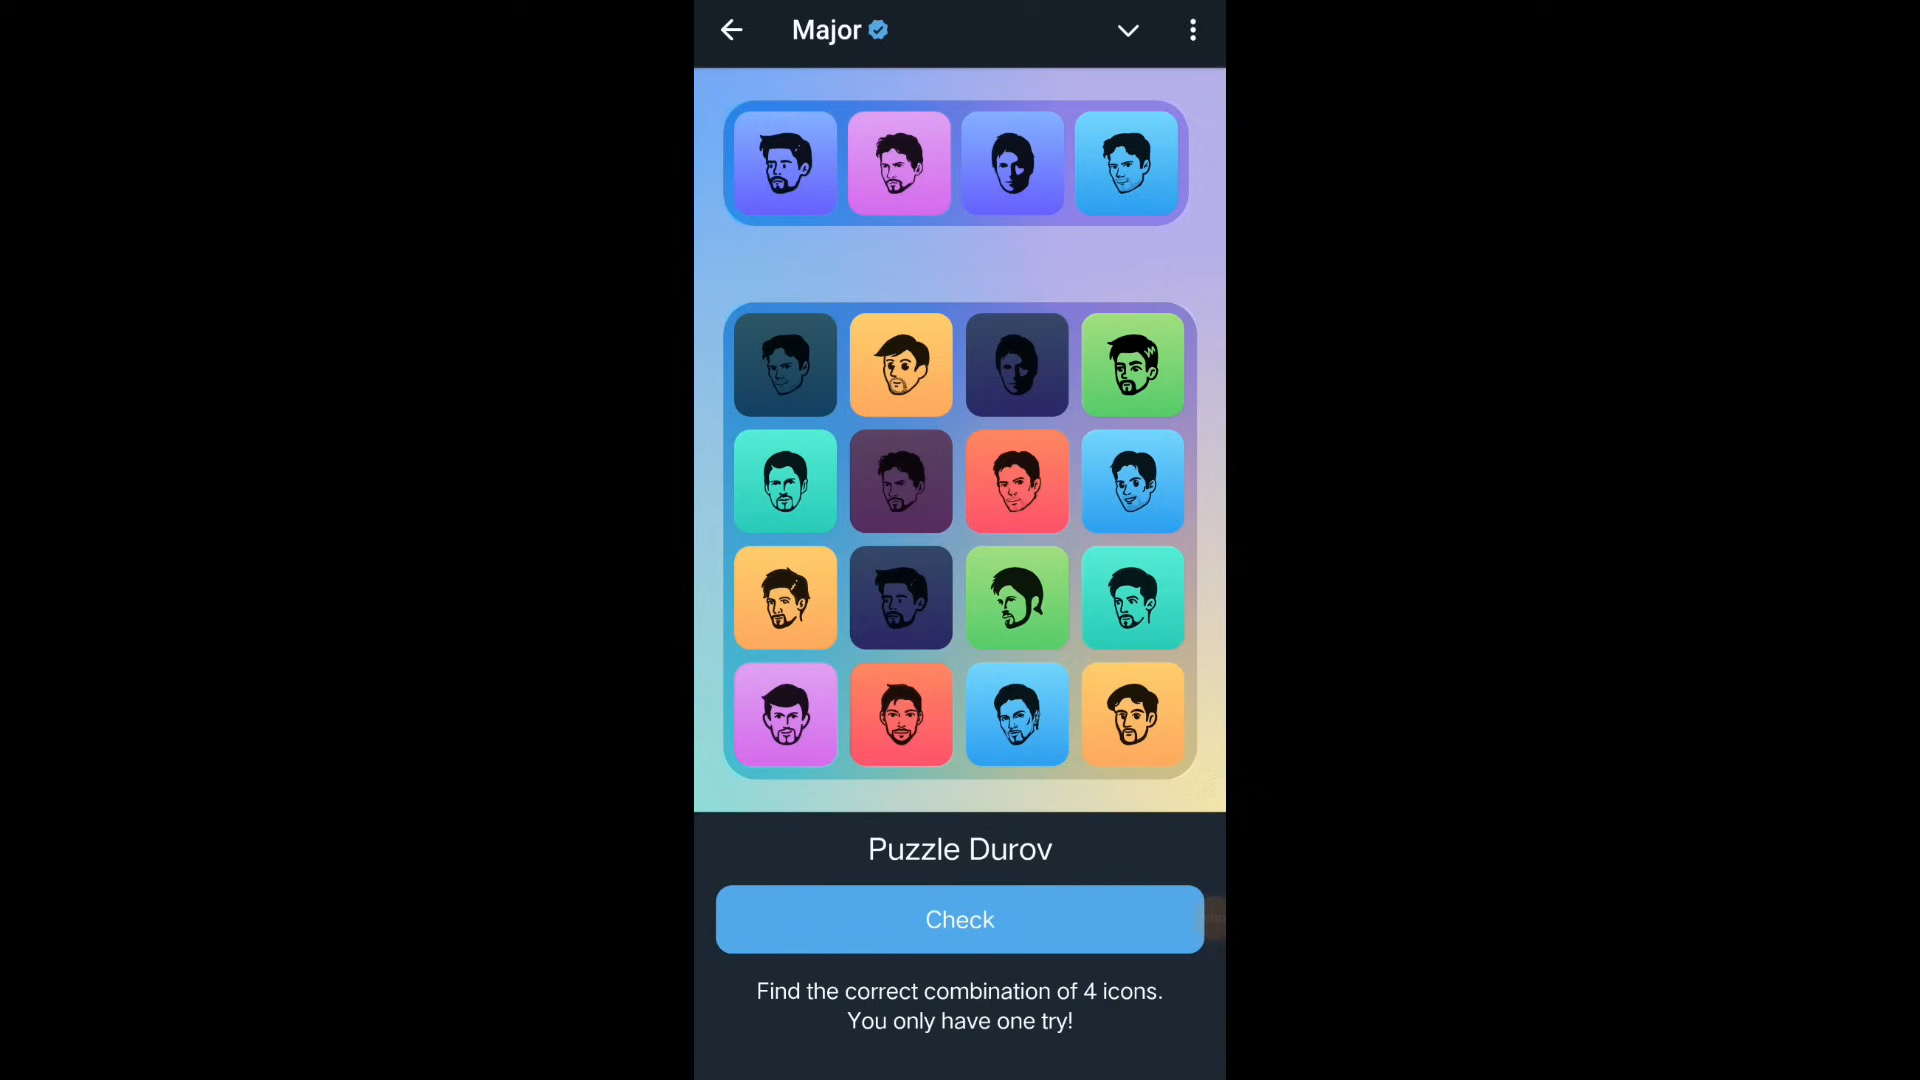 Major
Puzzle Durov
Check
Find the correct combination of 4 icons.
You only have one try!